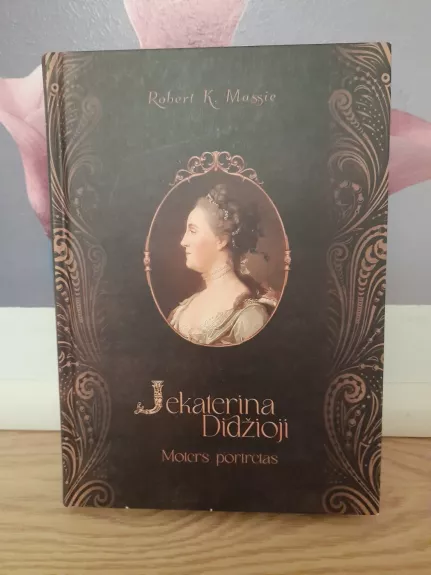 Robert K. Massie
Jekaterina
Didžioji
Moters portretas